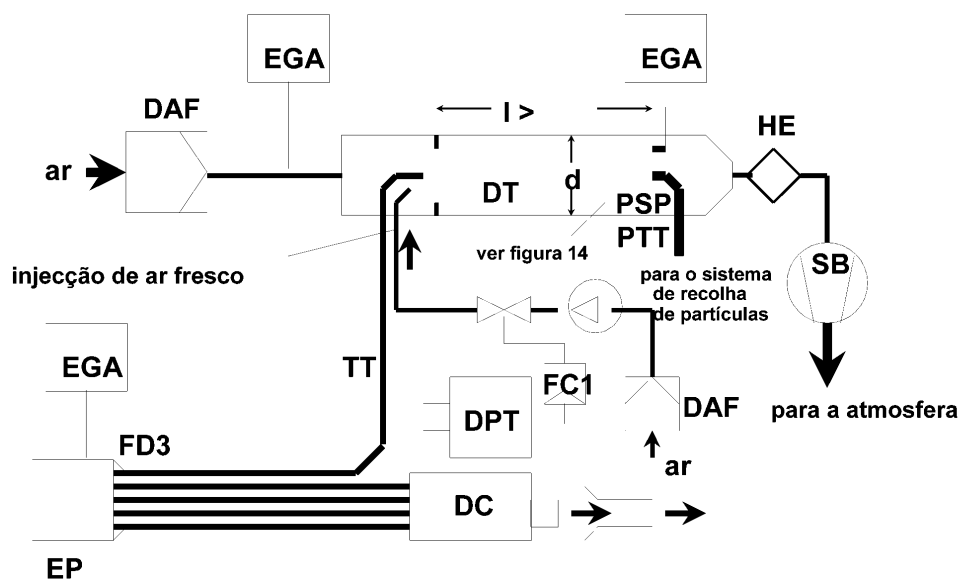 EGA
EGA
DAF
l >
HE
ar
d
DT
PSP
PTT
ver figura 14
SB
injecção de ar fresco
para o sistema
de recolha
de partículas
EGA
TT
FC1
DAF
para a atmosfera
DPT
FD3
ar
DC
EP